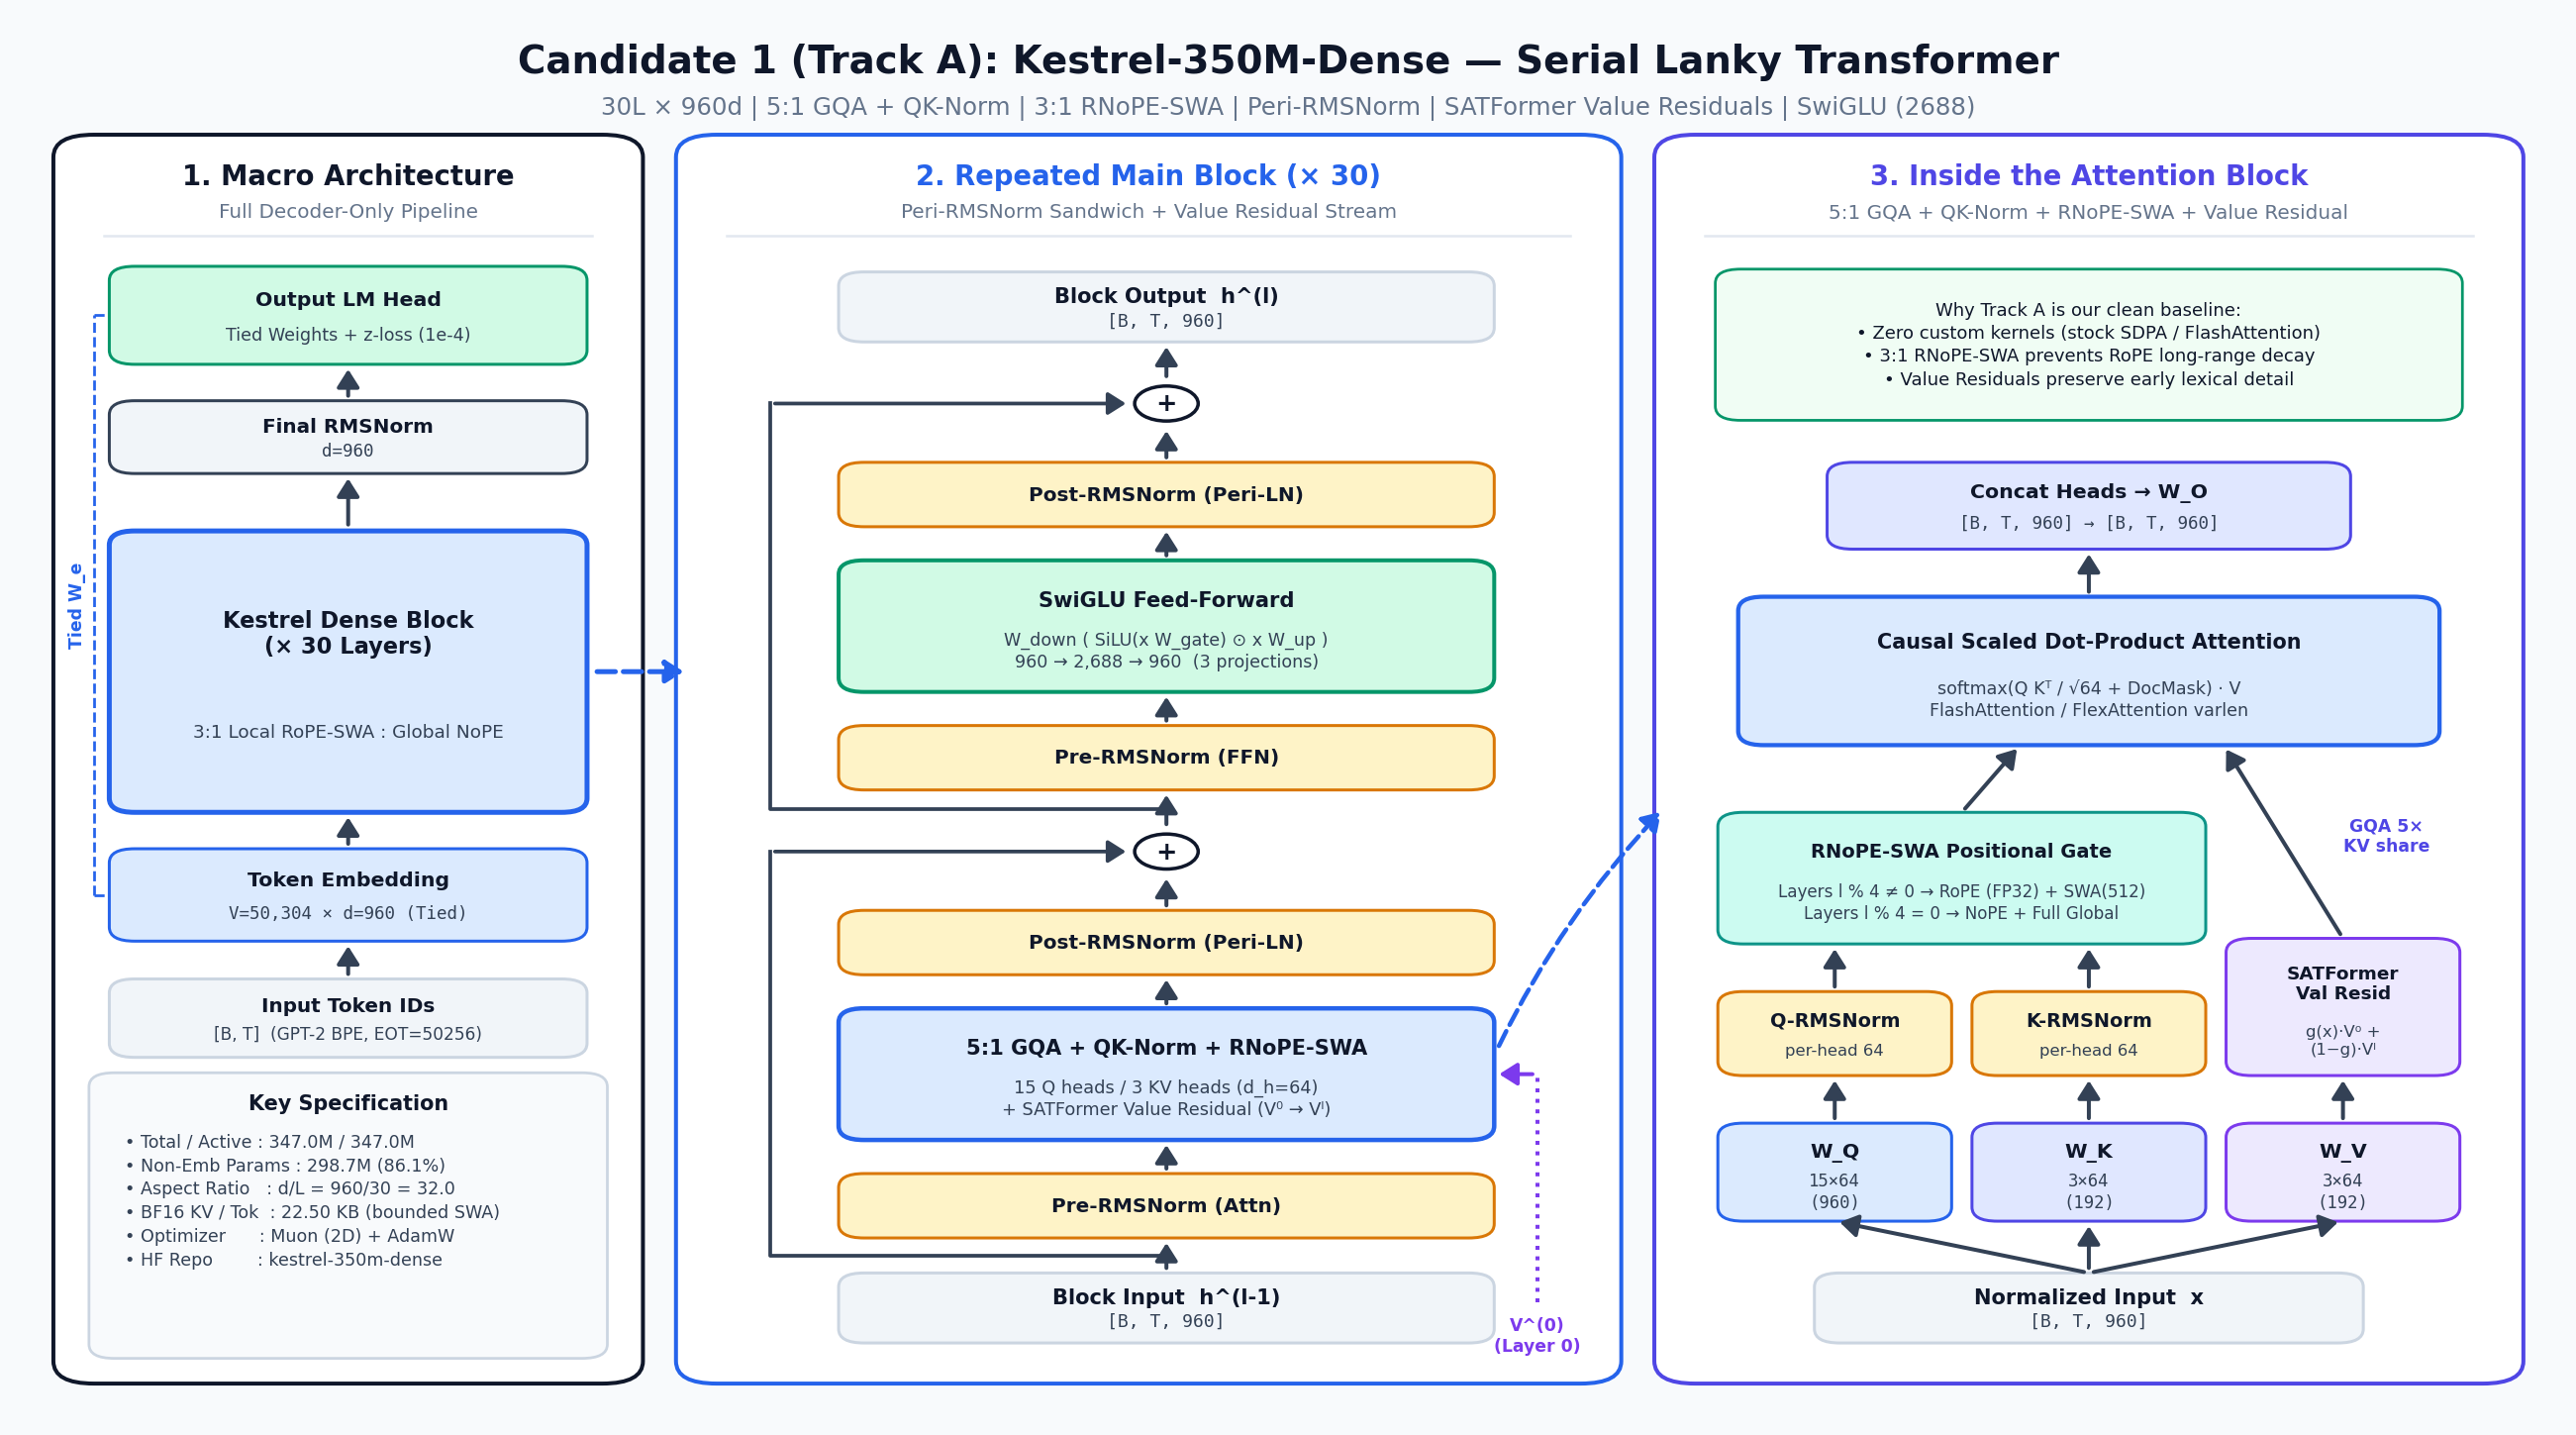 Candidate 1 (Track A): Kestrel-350M-Dense — Serial Lanky Transformer
30L × 960d | 5:1 GQA + QK-Norm | 3:1 RNoPE-SWA | Peri-RMSNorm | SATFormer Value Residuals | SwiGLU (2688)
1. Macro Architecture
Full Decoder-Only Pipeline
Output LM Head
Tied Weights + z-loss (1e-4)
Final RMSNorm
d=960
Tied W_e
Kestrel Dense Block
(× 30 Layers)
3:1 Local RoPE-SWA : Global NoPE
Token Embedding
V=50,304 × d=960 (Tied)
Input Token IDs
[B, T] (GPT-2 BPE, EOT=50256)
Key Specification
• Total / Active : 347.0M / 347.0M
• Non-Emb Params : 298.7M (86.1%)
• Aspect Ratio : d/L = 960/30 = 32.0
• BF16 KV / Tok : 22.50 KB (bounded SWA)
• Optimizer : Muon (2D) + AdamW
• HF Repo : kestrel-350m-dense
2. Repeated Main Block (× 30)
Peri-RMSNorm Sandwich + Value Residual Stream
Block Output h^(l)
[B, T, 960]
+
Post-RMSNorm (Peri-LN)
SwiGLU Feed-Forward
W_down ( SiLU(x W_gate) ⊙ x W_up )
960 → 2,688 → 960 (3 projections)
Pre-RMSNorm (FFN)
+
Post-RMSNorm (Peri-LN)
5:1 GQA + QK-Norm + RNoPE-SWA
15 Q heads / 3 KV heads (d_h=64)
+ SATFormer Value Residual (V⁰ → Vˡ)
Pre-RMSNorm (Attn)
Block Input h^(l-1)
[B, T, 960]
V^(0)
(Layer 0)
3. Inside the Attention Block
5:1 GQA + QK-Norm + RNoPE-SWA + Value Residual
Why Track A is our clean baseline:
• Zero custom kernels (stock SDPA / FlashAttention)
• 3:1 RNoPE-SWA prevents RoPE long-range decay
• Value Residuals preserve early lexical detail
Concat Heads → W_O
[B, T, 960] → [B, T, 960]
Causal Scaled Dot-Product Attention
softmax(Q Kᵀ / √64 + DocMask) · V
FlashAttention / FlexAttention varlen
GQA 5×
KV share
RNoPE-SWA Positional Gate
Layers l % 4 ≠ 0 → RoPE (FP32) + SWA(512)
Layers l % 4 = 0 → NoPE + Full Global
Q-RMSNorm
per-head 64
K-RMSNorm
per-head 64
SATFormer
Val Resid
g(x)·V⁰ +
(1−g)·Vˡ
W_Q
15×64
(960)
W_K
3×64
(192)
W_V
3×64
(192)
Normalized Input x
[B, T, 960]